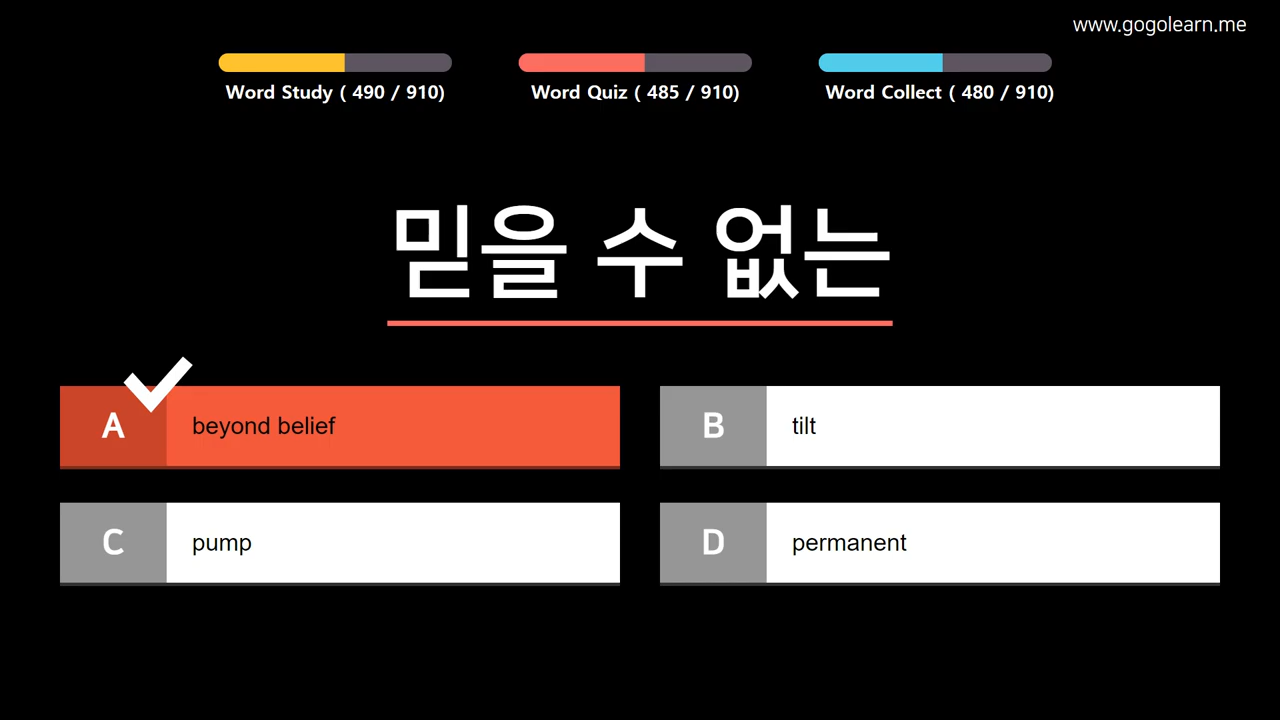 www.gogolearn.me
Word Study ( 490 / 910)
Word Quiz ( 485 / 910)
Word Collect ( 480 / 910)
믿을 수 없는
A beyond belief
B tilt
C pump
D permanent